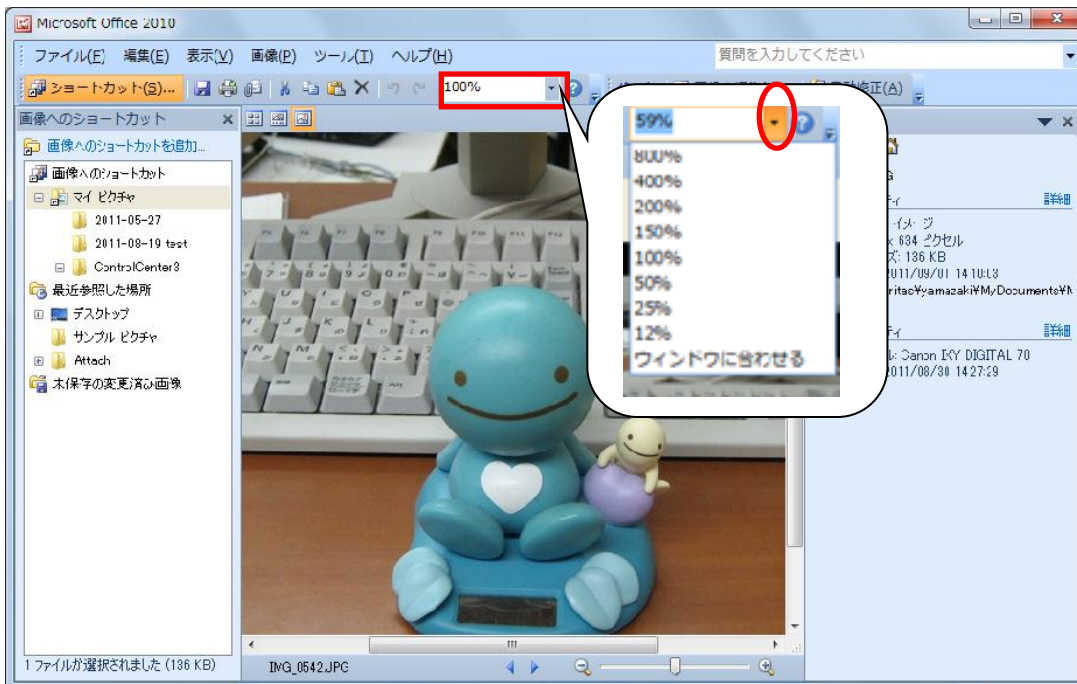 Microsoft Office 2010
ファイル(F) 編集(E) 表示(V) 画像(P) ツール(T) ヘルプ(H)
質問を入力してください
ショートカット(S)...
100%
(A)
画像へのショートカット
画像へのショートカットを追加...
画像へのショートカット
マイ ピクチャ
2011-05-27
2011-08-19 test
ControlCenter3
最近参照した場所
デスクトップ
サンプル ピクチャ
Attach
未保存の変更済み画像
59%
800%
400%
200%
150%
100%
50%
25%
12%
ウィンドウに合わせる
詳細
634 ピクセル
136 KB
yamazaki¥MyDocuments¥
詳細
DIGITAL 70
2011/08/30 14:27:29
1 ファイルが選択されました (136 KB)
IMG_0542.JPG